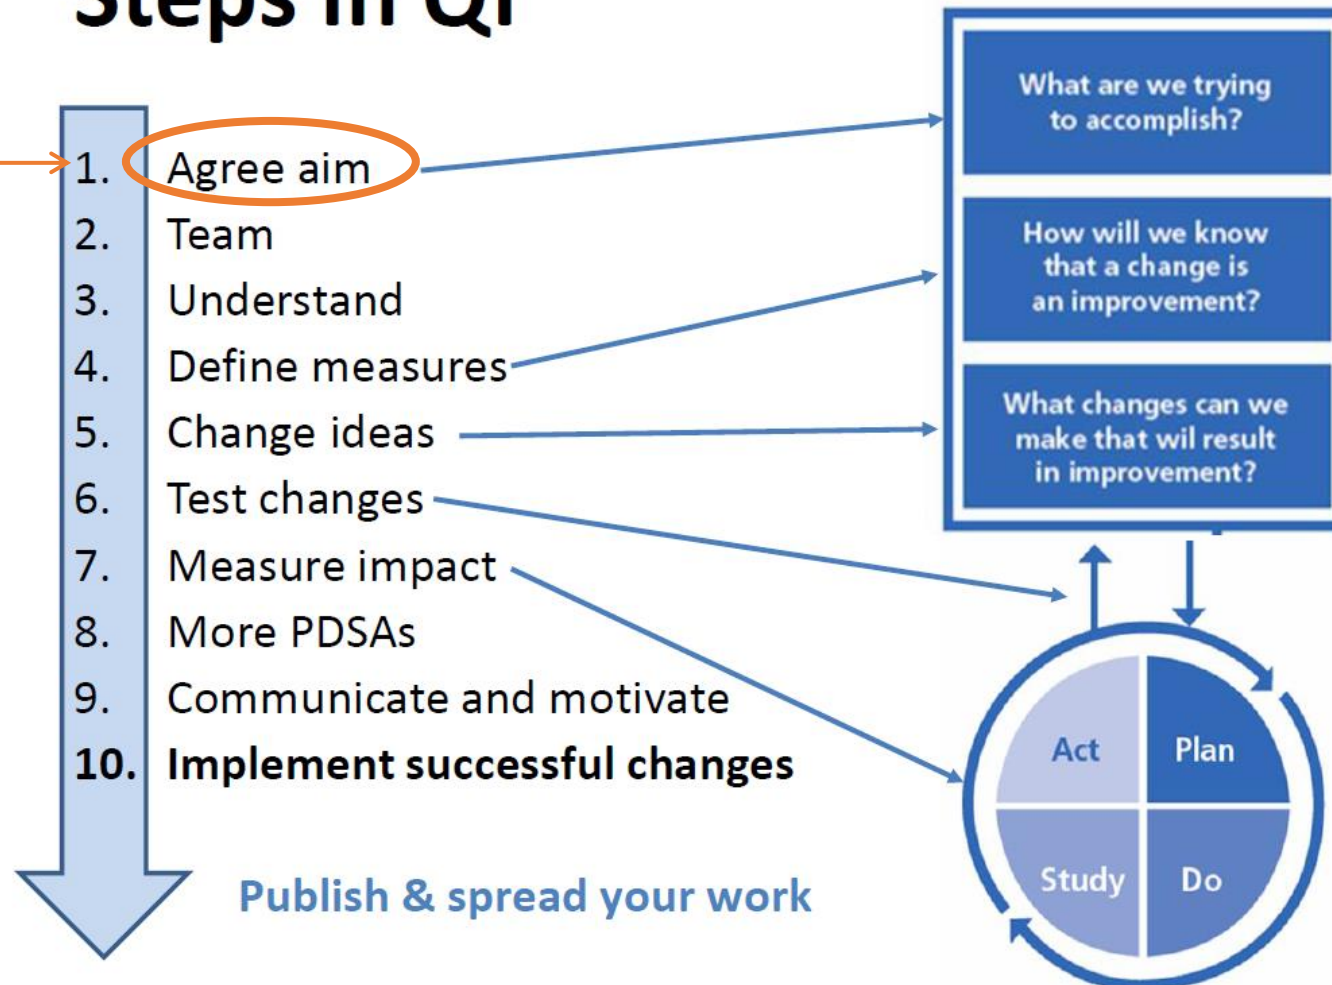 Steps in QI
1. Agree aim
2. Team
3. Understand
4. Define measures
5. Change ideas
6. Test changes
7. Measure impact
8. More PDSAs
9. Communicate and motivate
10. Implement successful changes
Publish & spread your work
What are we trying
to accomplish?
How will we know
that a change is
an improvement?
What changes can we
make that wil result
in improvement?
Act
Plan
Study
Do